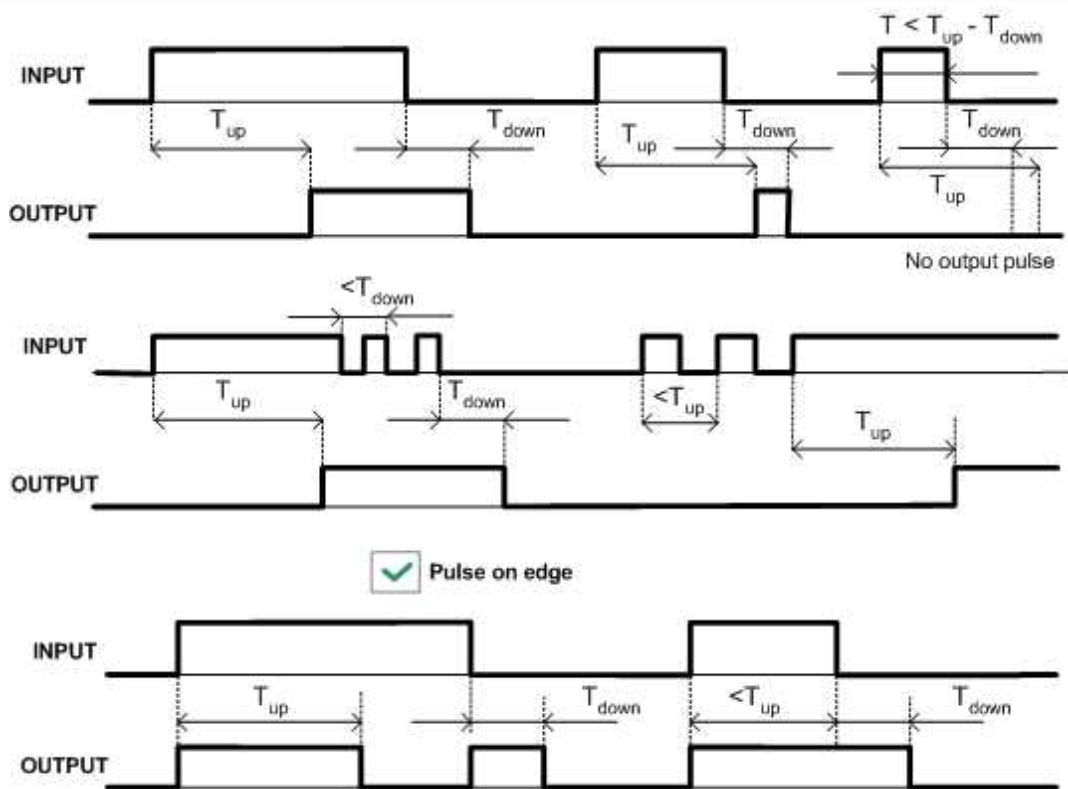 T < Tup - Tdown
INPUT
Tup
Tdown
Tup
Tdown
Tdown
Tup
OUTPUT
No output pulse
<Tdown
INPUT
Tup
Tdown
<Tup
Tup
OUTPUT
Pulse on edge
INPUT
Tup
Tdown
<Tup
Tdown
OUTPUT